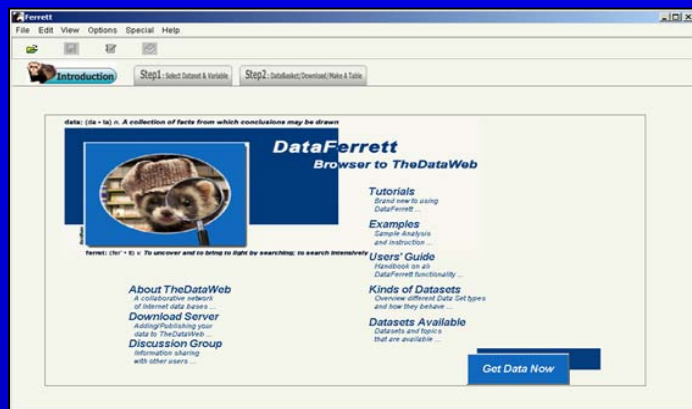 Ferrett
File Edit View Options Special Help
Introduction
Step1 : Select Dataset & Variable
Step2 : DataBasket/Download/Make A Table
data: (da • ta) n. A collection of facts from which conclusions may be drawn
DataFerrett
Browser to TheDataWeb
ferret: (fer' • It) v. To uncover and to bring to light by searching; to search intensively
About TheDataWeb
A collaborative network
of Internet data bases ...
Download Server
Adding/Publishing your
data to TheDataWeb ...
Discussion Group
Information sharing
with other users ...
Tutorials
Brand new to using
DataFerrett ...
Examples
Sample Analysis
and instruction ...
Users' Guide
Handbook on all
DataFerrett functionality ...
Kinds of Datasets
Overview different Data Set types
and how they behave ...
Datasets Available
Datasets and topics
that are available ...
Get Data Now